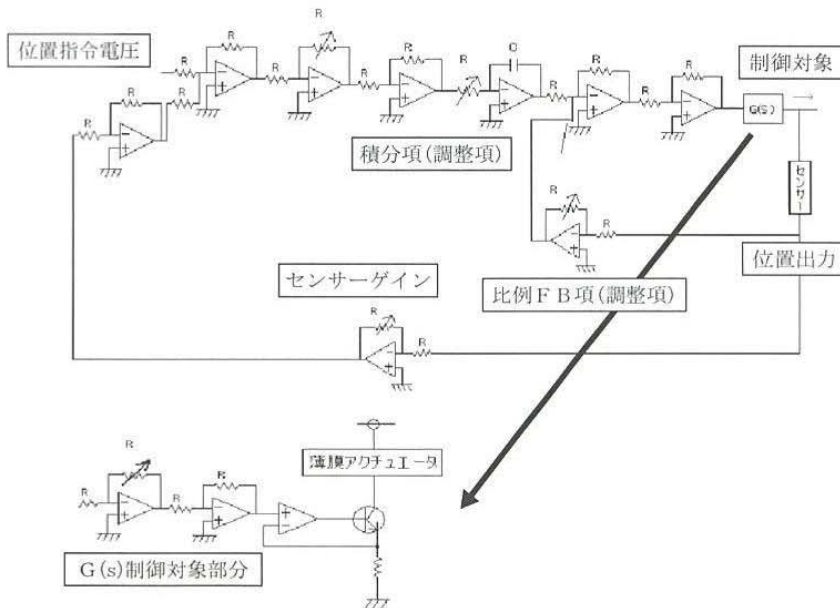 位置指令電圧
R
R
R
R
R
R
R
R
R
C
R
R
R
R
制御対象
G(S)
R
R
積分項(調整項)
センサー
R
R
位置出力
センサーゲイン
比例FB項(調整項)
R
R
薄膜アクチュエータ
R
R
R
R
G(s)制御対象部分